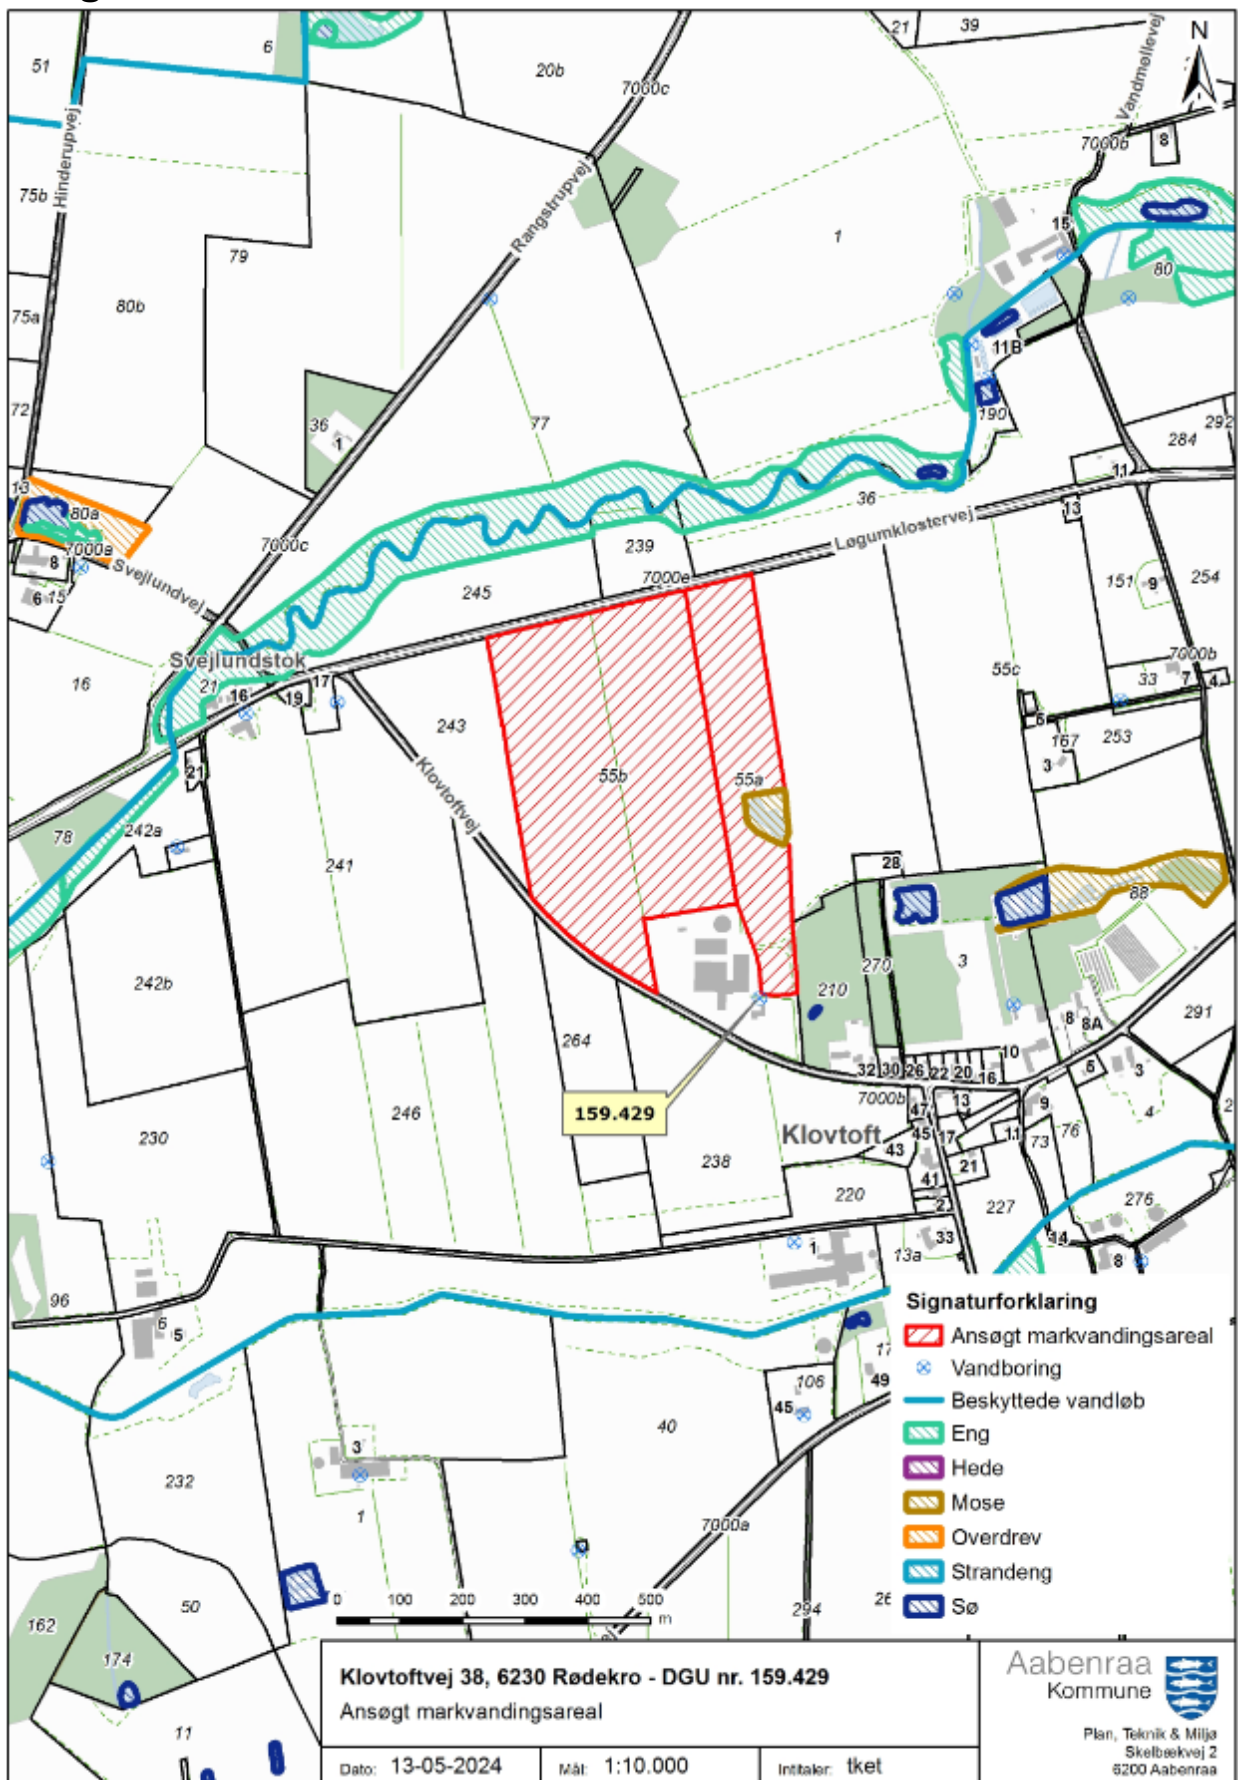 51
6
20b
7000c
21
39
Vandmøllevej
N
7000b
8
75b
Hinderupvej
79
Rangstrupvej
1
15
80
75a
80b
11B
72
36
1
77
190
292
284
13
80a
7000a
8
Svejlundvej
6
15
7000c
36
11
13
Løgumklostervej
239
7000e
245
151
9
254
Svejlundstok
16
21
16
19
17
243
55c
7000b
33
7
4
6
167
253
3
21
Klovtoftvej
55b
55a
78
242a
241
28
88
242b
270
3
210
264
8
8A
291
10
32
30
26
22
20
16
6
3
159.429
7000b
47
13
9
4
230
246
238
Klovtoft
45
17
11
73
76
43
21
41
220
2
227
276
33
13a
14
8
1
96
6
5
17
106
49
45
40
3
232
1
7000a
50
162
174
294
26
11
Signaturforklaring
Ansøgt markvandingsareal
Vandboring
Beskyttede vandløb
Eng
Hede
Mose
Overdrev
Strandeng
Sø
0 100 200 300 400 500
m
Klovtoftvej 38, 6230 Rødekro - DGU nr. 159.429
Ansøgt markvandingsareal
Dato: 13-05-2024
Mål: 1:10.000
Intitaler: tket
Aabenraa
Kommune
Plan, Teknik & Miljø
Skelbækvej 2
6200 Aabenraa